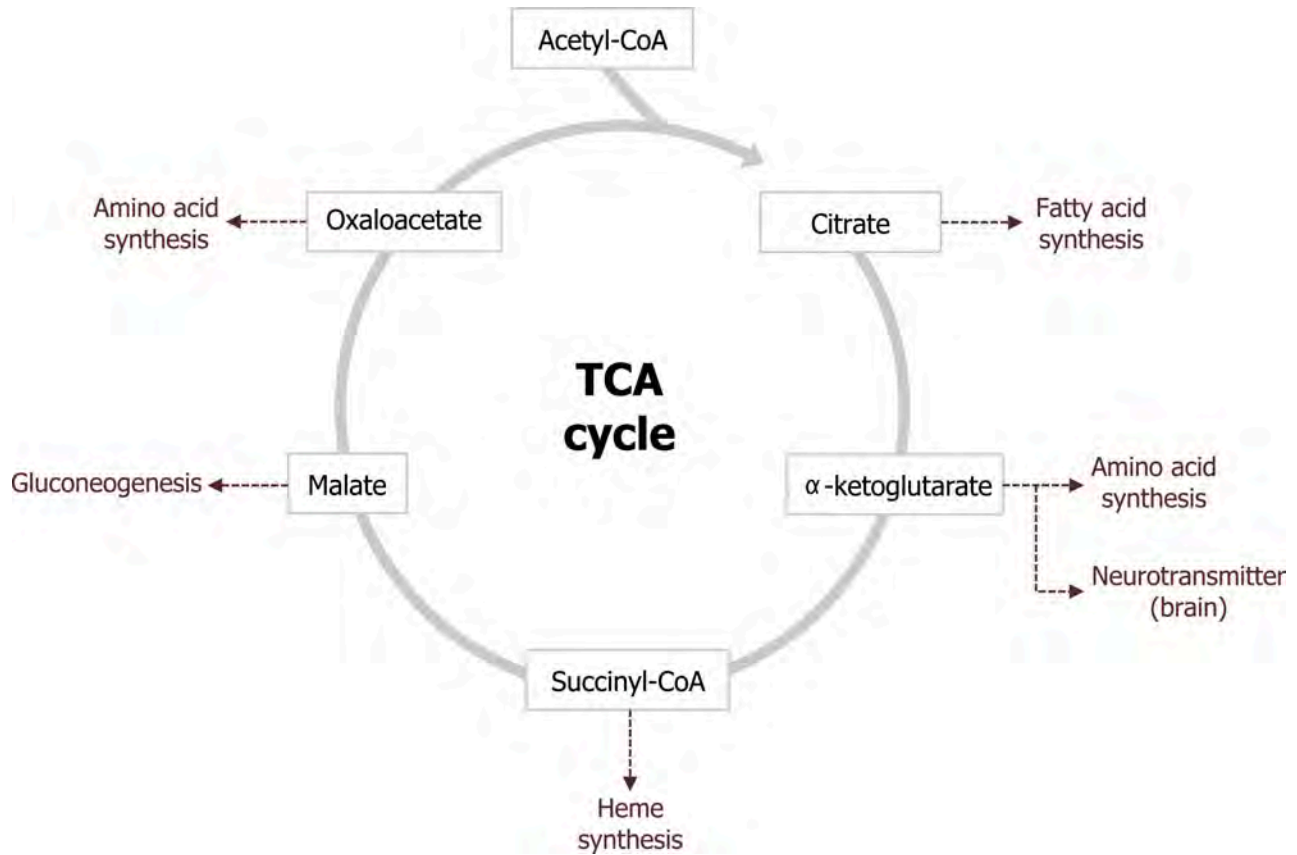 Acetyl-CoA
Amino acid
synthesis
Oxaloacetate
Citrate
Fatty acid
synthesis
TCA
cycle
Gluconeogenesis
Malate
α-ketoglutarate
Amino acid
synthesis
Neurotransmitter
(brain)
Succinyl-CoA
Heme
synthesis